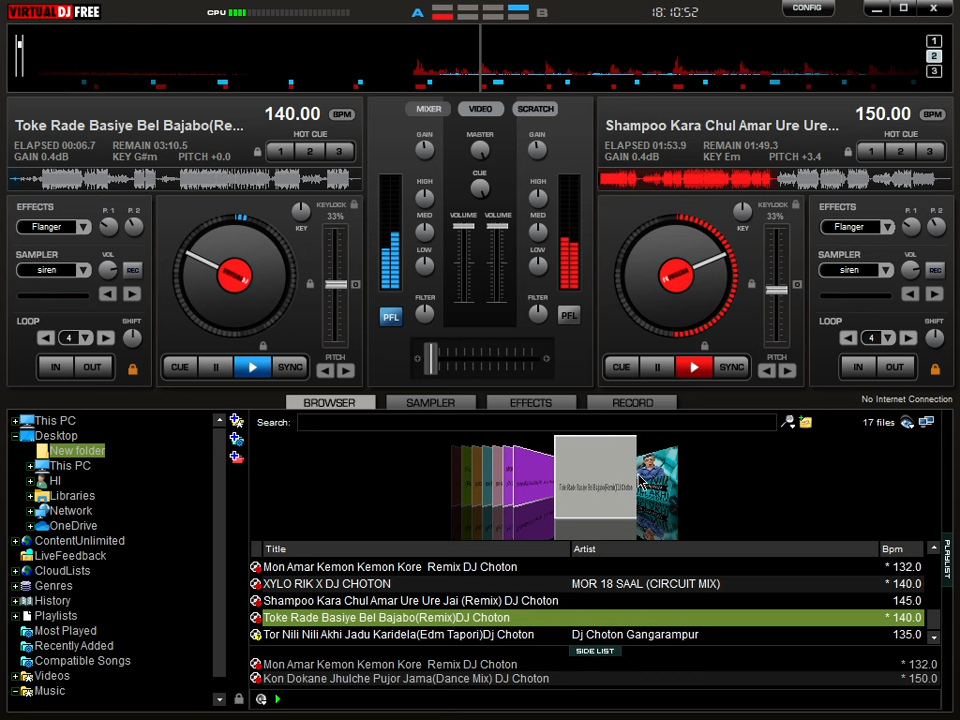 VIRTUAL DJ FREE
CPU
A
B
18:10:52
CONFIG
1
2
3
140.00 BPM
Toke Rade Basiye Bel Bajabo(Re...
HOT CUE
ELAPSED 00:06.7 REMAIN 03:10.5
GAIN 0.4dB KEY G#m PITCH +0.0
1 2 3
MIXER VIDEO SCRATCH
GAIN MASTER GAIN
HIGH CUE HIGH
MED VOLUME VOLUME MED
LOW LOW
FILTER FILTER
PFL PFL
150.00 BPM
Shampoo Kara Chul Amar Ure Ure...
HOT CUE
ELAPSED 01:53.9 REMAIN 01:49.3
GAIN 0.4dB KEY Em PITCH +3.4
1 2 3
EFFECTS P. 1 P. 2
Flanger
SAMPLER VOL
siren REC
LOOP SHIFT
4
IN OUT
KEY
KEYLOCK
33%
CUE SYNC
PITCH
KEY
KEYLOCK
33%
CUE SYNC
PITCH
EFFECTS P. 1 P. 2
Flanger
SAMPLER VOL
siren REC
LOOP SHIFT
4
IN OUT
BROWSER SAMPLER EFFECTS RECORD
No Internet Connection
This PC
Desktop
New folder
This PC
HI
Libraries
Network
OneDrive
ContentUnlimited
LiveFeedback
CloudLists
Genres
History
Playlists
Most Played
Recently Added
Compatible Songs
Videos
Music
Search:
17 files
Toke Rade Basiye Bel Bajabo(Remix)DJ Choton
Title Artist Bpm
Mon Amar Kemon Kemon Kore Remix DJ Choton * 132.0
XYLO RIK X DJ CHOTON MOR 18 SAAL (CIRCUIT MIX) * 140.0
Shampoo Kara Chul Amar Ure Ure Jai (Remix) DJ Choton 145.0
Toke Rade Basiye Bel Bajabo(Remix)DJ Choton * 140.0
Tor Nili Nili Akhi Jadu Karidela(Edm Tapori)Dj Choton Dj Choton Gangarampur 135.0
SIDE LIST
Mon Amar Kemon Kemon Kore Remix DJ Choton * 132.0
Kon Dokane Jhulche Pujor Jama(Dance Mix) DJ Choton * 150.0
PLAYLIST